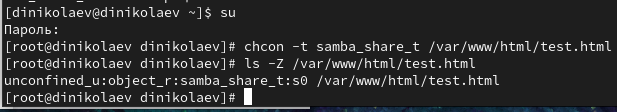 [dinikolaev@dinikolaev ~]$ su
Пароль:
[root@dinikolaev dinikolaev]# chcon -t samba_share_t /var/www/html/test.html
[root@dinikolaev dinikolaev]# ls -Z /var/www/html/test.html
unconfined_u:object_r:samba_share_t:s0 /var/www/html/test.html
[root@dinikolaev dinikolaev]#